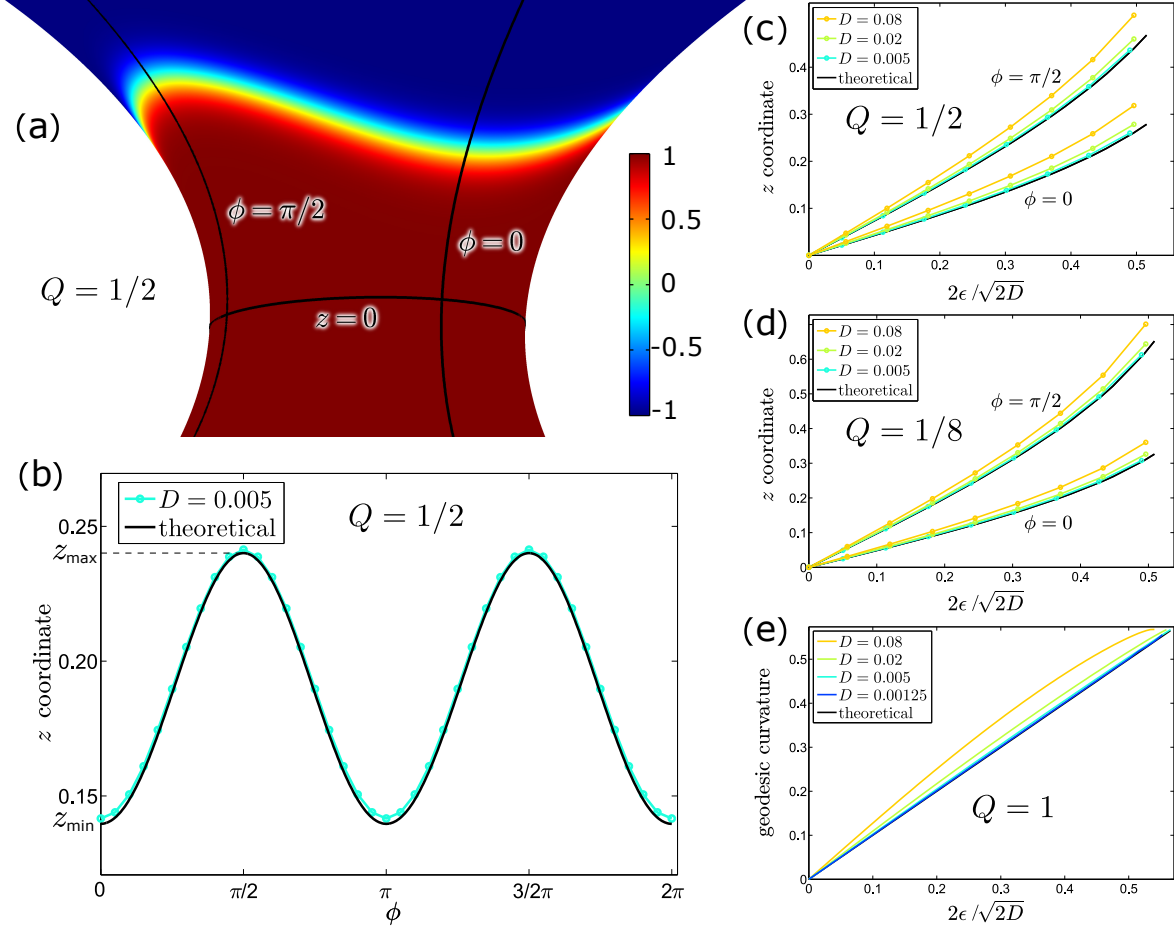 (a)
ϕ = π/2
ϕ = 0
Q = 1/2
z = 0
1
0.5
0
−0.5
-1
(b)
D = 0.005
theoretical
Q = 1/2
z coordinate
0.25
z_max
0.20
0.15
z_min
0
π/2
π
3/2π
2π
ϕ
(c)
D = 0.08
D = 0.02
D = 0.005
theoretical
ϕ = π/2
Q = 1/2
ϕ = 0
z coordinate
0.4
0.3
0.2
0.1
0 0.1 0.2 0.3 0.4 0.5
2ϵ/√2D
(d)
D = 0.08
D = 0.02
D = 0.005
theoretical
ϕ = π/2
Q = 1/8
ϕ = 0
z coordinate
0.6
0.5
0.4
0.3
0.2
0.1
0
0 0.1 0.2 0.3 0.4 0.5
2ϵ/√2D
(e)
D = 0.08
D = 0.02
D = 0.005
D = 0.00125
theoretical
Q = 1
geodesic curvature
0.5
0.4
0.3
0.2
0.1
0
0 0.1 0.2 0.3 0.4 0.5
2ϵ/√2D